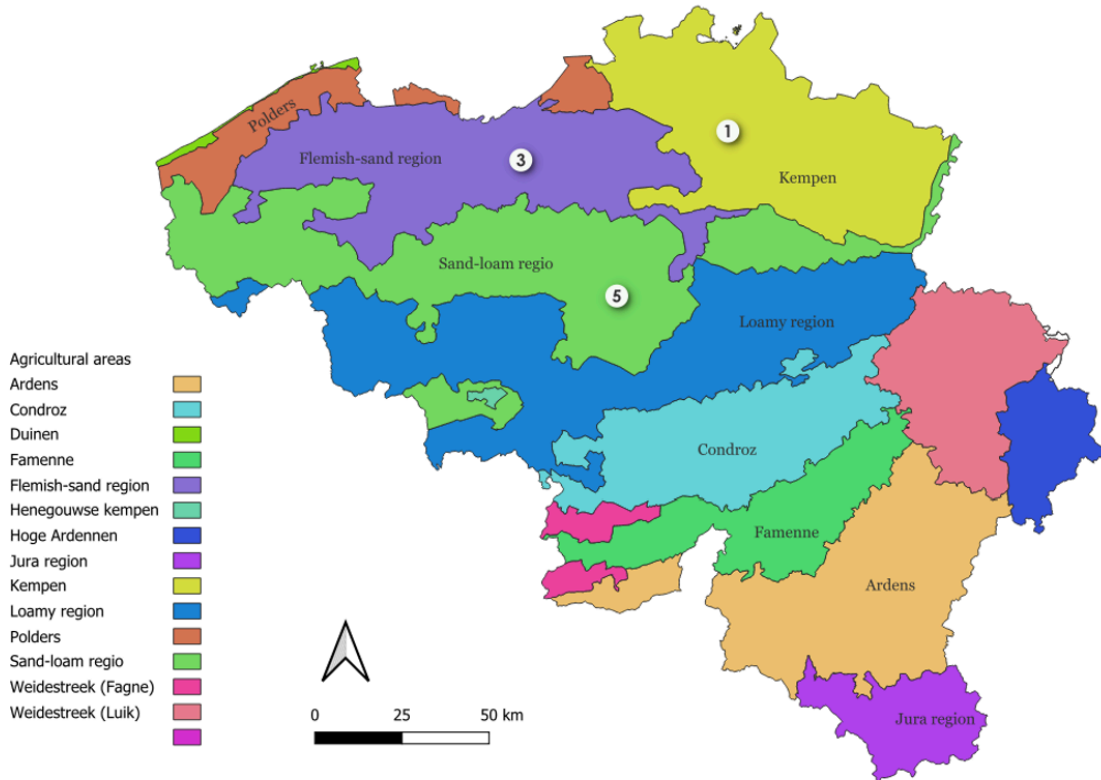 Polders
Flemish-sand region
3
1
Kempen
Sand-loam regio
5
Loamy region
Condroz
Famenne
Ardens
Jura region
Agricultural areas
Ardens
Condroz
Duinen
Famenne
Flemish-sand region
Henegouwse kempen
Hoge Ardennen
Jura region
Kempen
Loamy region
Polders
Sand-loam regio
Weidestreek (Fagne)
Weidestreek (Luik)
0 25 50 km